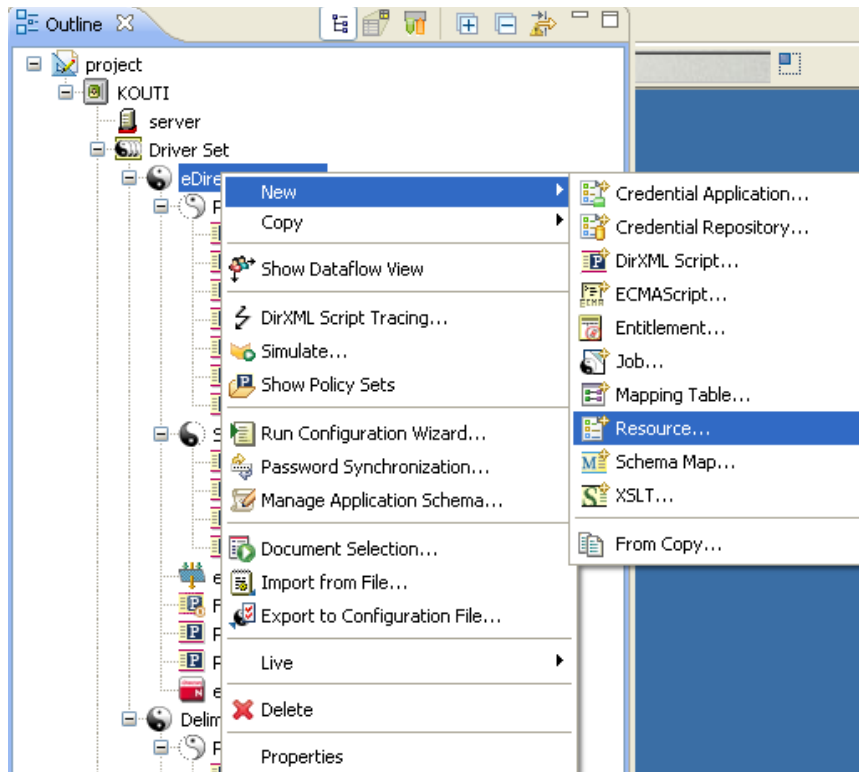 Outline
project
KOUTI
server
Driver Set
eDire
New
Copy
Show Dataflow View
DirXML Script Tracing...
Simulate...
Show Policy Sets
Run Configuration Wizard...
Password Synchronization...
Manage Application Schema...
Document Selection...
Import from File...
Export to Configuration File...
Live
Delete
Properties
Credential Application...
Credential Repository...
DirXML Script...
ECMAScript...
Entitlement...
Job...
Mapping Table...
Resource...
Schema Map...
XSLT...
From Copy...
Delim